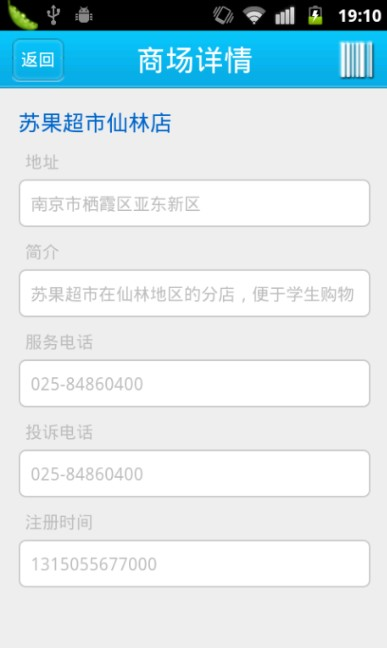 19:10
返回
商场详情
苏果超市仙林店
地址
南京市栖霞区亚东新区
简介
苏果超市在仙林地区的分店，便于学生购物
服务电话
025-84860400
投诉电话
025-84860400
注册时间
1315055677000